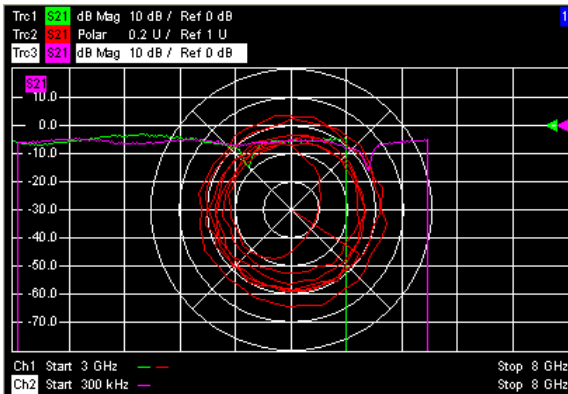 Trc1 S21 dB Mag 10 dB / Ref 0 dB 1
Trc2 S21 Polar 0.2 U / Ref 1 U
Trc3 S21 dB Mag 10 dB / Ref 0 dB
S21
10.0
0.0
-10.0
-20.0
-30.0
-40.0
-50.0
-60.0
-70.0
Ch1 Start 3 GHz Stop 8 GHz
Ch2 Start 300 kHz Stop 8 GHz